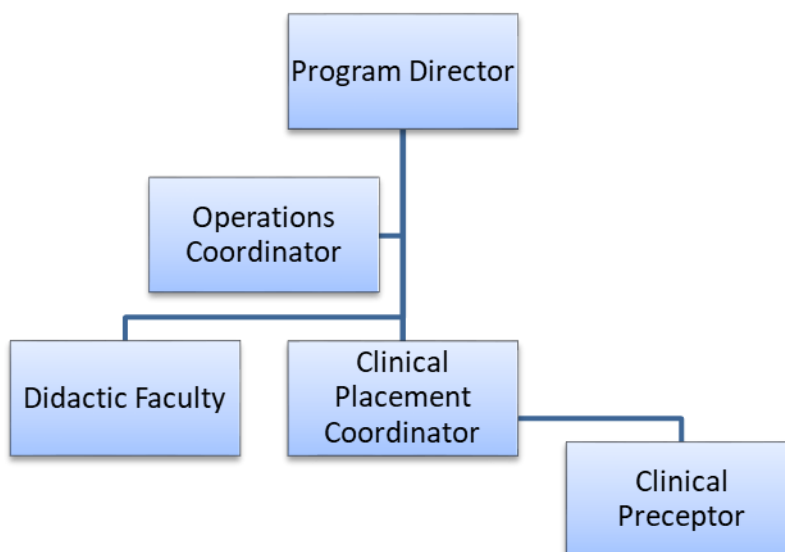 Program Director
Operations
Coordinator
Didactic Faculty
Clinical
Placement
Coordinator
Clinical
Preceptor